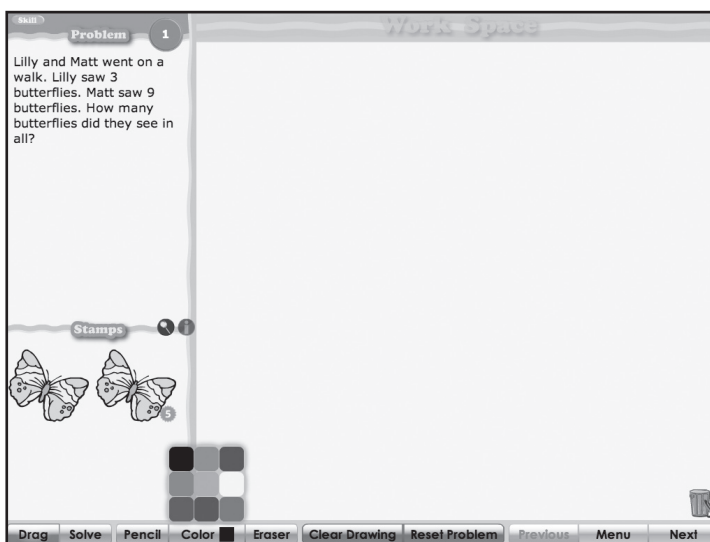 Skill
Problem 1
Work Space
Lilly and Matt went on a
walk. Lilly saw 3
butterflies. Matt saw 9
butterflies. How many
butterflies did they see in
all?
Stamps
i
5
Drag Solve Pencil Color Eraser Clear Drawing Reset Problem Previous Menu Next